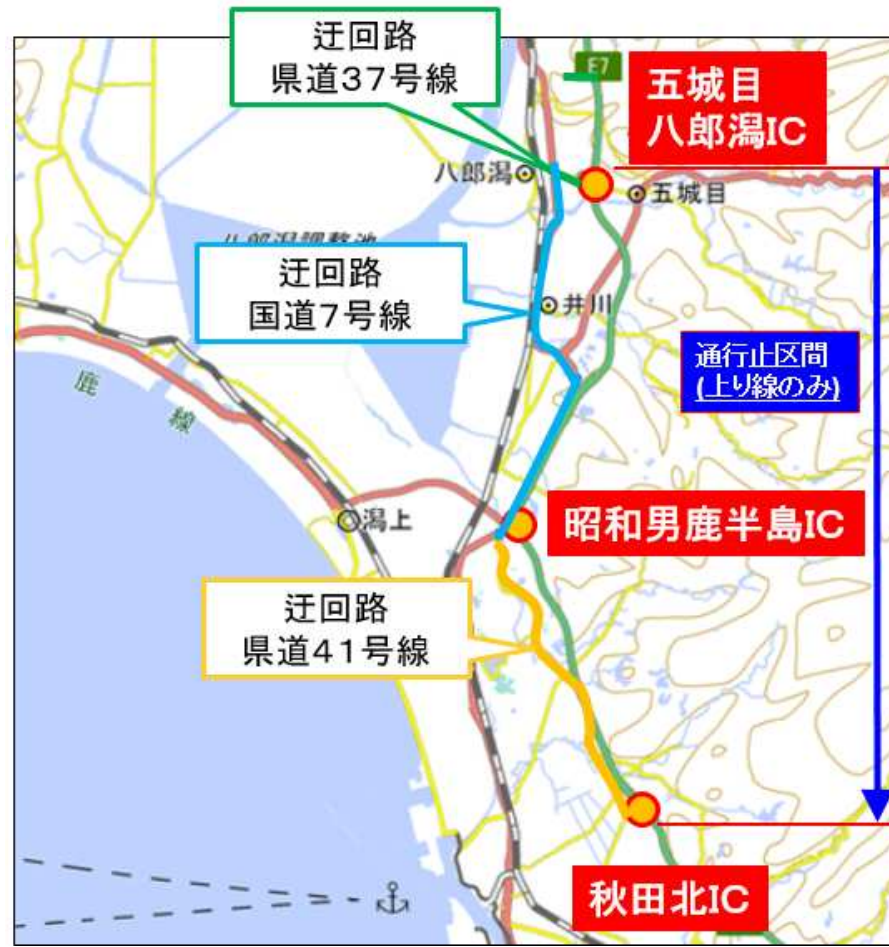 迂回路
県道37号線
E7
五城目
八郎潟IC
八郎潟
五城目
八郎潟調整池
迂回路
国道7号線
井川
通行止区間
(上り線のみ)
鹿線
潟上
昭和男鹿半島IC
迂回路
県道41号線
秋田北IC